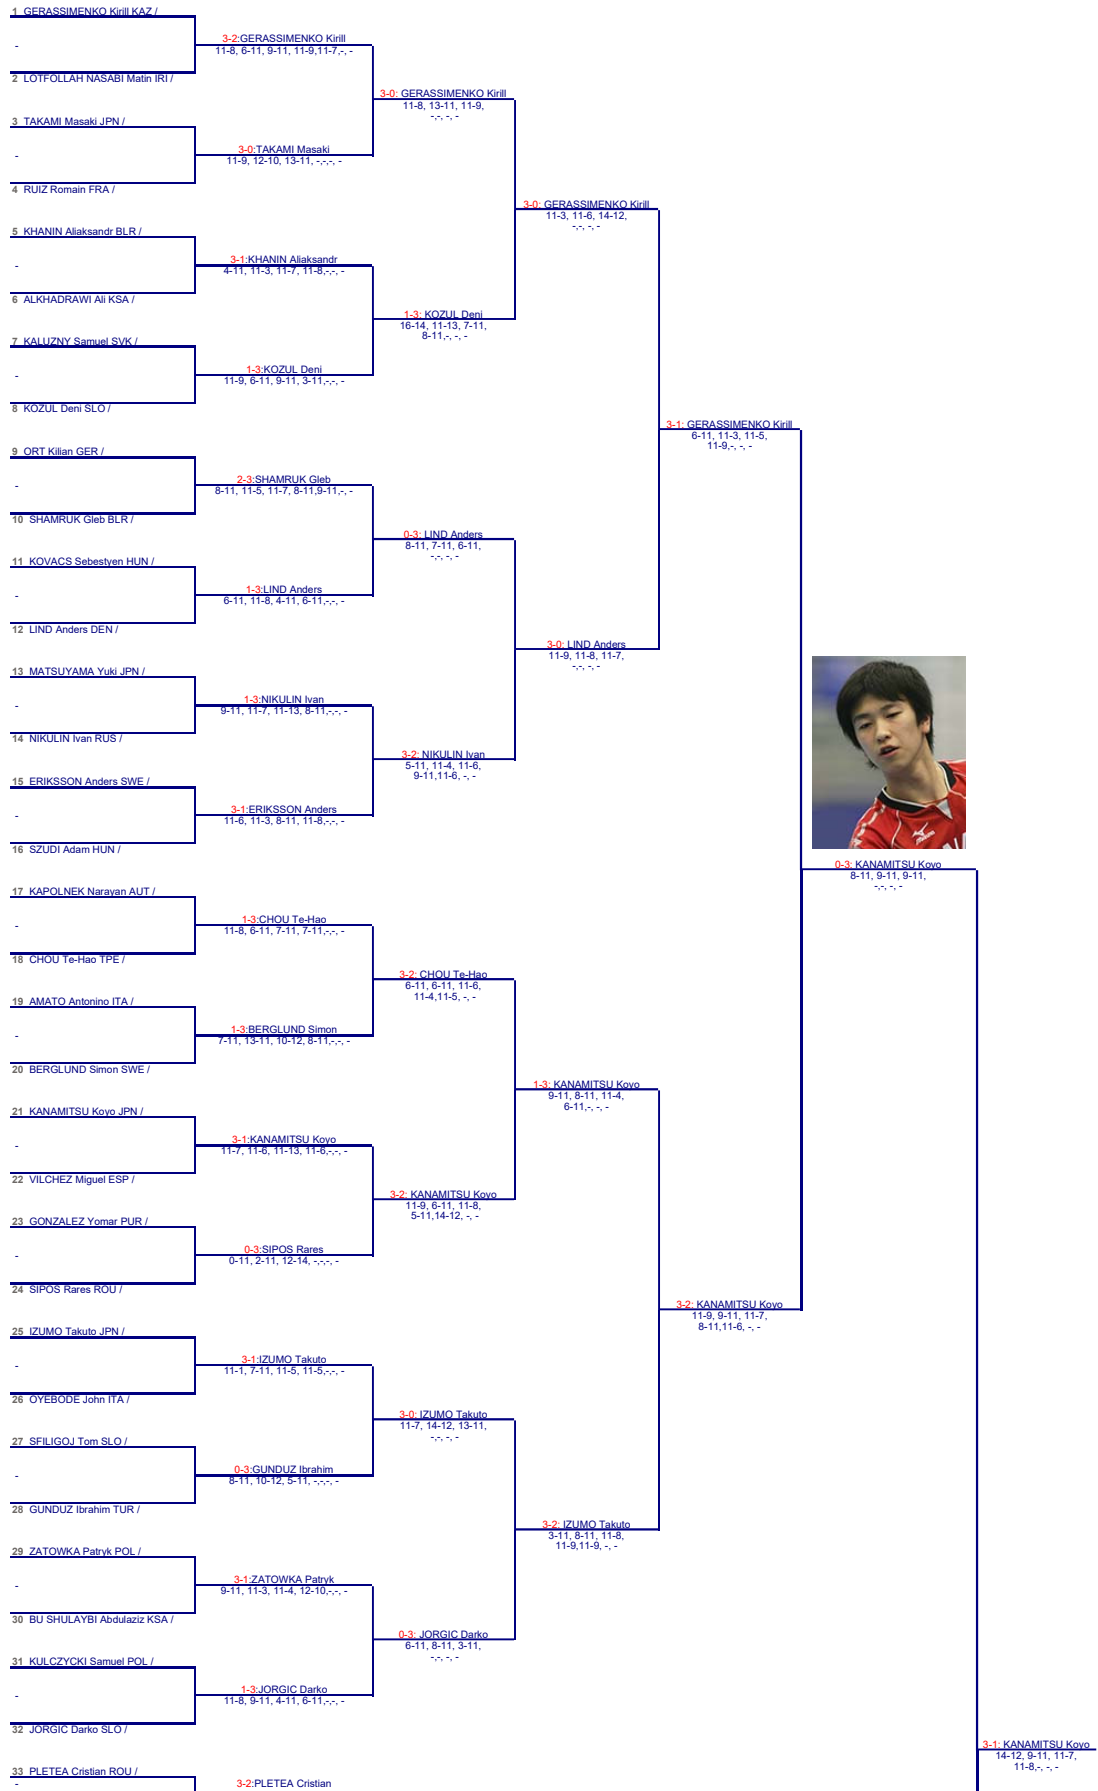 1 GERASSIMENKO Kirill KAZ /
-
3-2:GERASSIMENKO Kirill
11-8, 6-11, 9-11, 11-9,11-7,-, -
2 LOTFOLLAH NASABI Matin IRI /
3-0: GERASSIMENKO Kirill
11-8, 13-11, 11-9,
-,-, -, -
3 TAKAMI Masaki JPN /
-
3-0:TAKAMI Masaki
11-9, 12-10, 13-11, -,-,-, -
4 RUIZ Romain FRA /
3-0: GERASSIMENKO Kirill
11-3, 11-6, 14-12,
-,-, -, -
5 KHANIN Aliaksandr BLR /
-
3-1:KHANIN Aliaksandr
4-11, 11-3, 11-7, 11-8,-,-, -
6 ALKHADRAWI Ali KSA /
1-3: KOZUL Deni
16-14, 11-13, 7-11,
8-11,-, -, -
7 KALUZNY Samuel SVK /
-
1-3:KOZUL Deni
11-9, 6-11, 9-11, 3-11,-,-, -
8 KOZUL Deni SLO /
3-1: GERASSIMENKO Kirill
6-11, 11-3, 11-5,
11-9,-, -, -
9 ORT Kilian GER /
-
2-3:SHAMRUK Gleb
8-11, 11-5, 11-7, 8-11,9-11,-, -
10 SHAMRUK Gleb BLR /
0-3: LIND Anders
8-11, 7-11, 6-11,
-,-, -, -
11 KOVACS Sebestyen HUN /
-
1-3:LIND Anders
6-11, 11-8, 4-11, 6-11,-,-, -
12 LIND Anders DEN /
3-0: LIND Anders
11-9, 11-8, 11-7,
-,-, -, -
13 MATSUYAMA Yuki JPN /
-
1-3:NIKULIN Ivan
9-11, 11-7, 11-13, 8-11,-,-, -
14 NIKULIN Ivan RUS /
3-2: NIKULIN Ivan
5-11, 11-4, 11-6,
9-11,11-6, -, -
15 ERIKSSON Anders SWE /
-
3-1:ERIKSSON Anders
11-6, 11-3, 8-11, 11-8,-,-, -
16 SZUDI Adam HUN /
0-3: KANAMITSU Koyo
8-11, 9-11, 9-11,
-,-, -, -
17 KAPOLNEK Narayan AUT /
-
1-3:CHOU Te-Hao
11-8, 6-11, 7-11, 7-11,-,-, -
18 CHOU Te-Hao TPE /
3-2: CHOU Te-Hao
6-11, 6-11, 11-6,
11-4,11-5, -, -
19 AMATO Antonino ITA /
-
1-3:BERGLUND Simon
7-11, 13-11, 10-12, 8-11,-,-, -
20 BERGLUND Simon SWE /
1-3: KANAMITSU Koyo
9-11, 8-11, 11-4,
6-11,-, -, -
21 KANAMITSU Koyo JPN /
-
3-1:KANAMITSU Koyo
11-7, 11-6, 11-13, 11-6,-,-, -
22 VILCHEZ Miguel ESP /
3-2: KANAMITSU Koyo
11-9, 6-11, 11-8,
5-11,14-12, -, -
23 GONZALEZ Yomar PUR /
-
0-3:SIPOS Rares
0-11, 2-11, 12-14, -,-,-, -
24 SIPOS Rares ROU /
3-2: KANAMITSU Koyo
11-9, 9-11, 11-7,
8-11,11-6, -, -
25 IZUMO Takuto JPN /
-
3-1:IZUMO Takuto
11-1, 7-11, 11-5, 11-5,-,-, -
26 OYEBODE John ITA /
3-0: IZUMO Takuto
11-7, 14-12, 13-11,
-,-, -, -
27 SFILIGOJ Tom SLO /
-
0-3:GUNDUZ Ibrahim
8-11, 10-12, 5-11, -,-,-, -
28 GUNDUZ Ibrahim TUR /
3-2: IZUMO Takuto
3-11, 8-11, 11-8,
11-9,11-9, -, -
29 ZATOWKA Patryk POL /
-
3-1:ZATOWKA Patryk
9-11, 11-3, 11-4, 12-10,-,-, -
30 BU SHULAYBI Abdulaziz KSA /
0-3: JORGIC Darko
6-11, 8-11, 3-11,
-,-, -, -
31 KULCZYCKI Samuel POL /
-
1-3:JORGIC Darko
11-8, 9-11, 4-11, 6-11,-,-, -
32 JORGIC Darko SLO /
3-1: KANAMITSU Koyo
14-12, 9-11, 11-7,
11-8,-, -, -
33 PLETEA Cristian ROU /
-
3-2:PLETEA Cristian